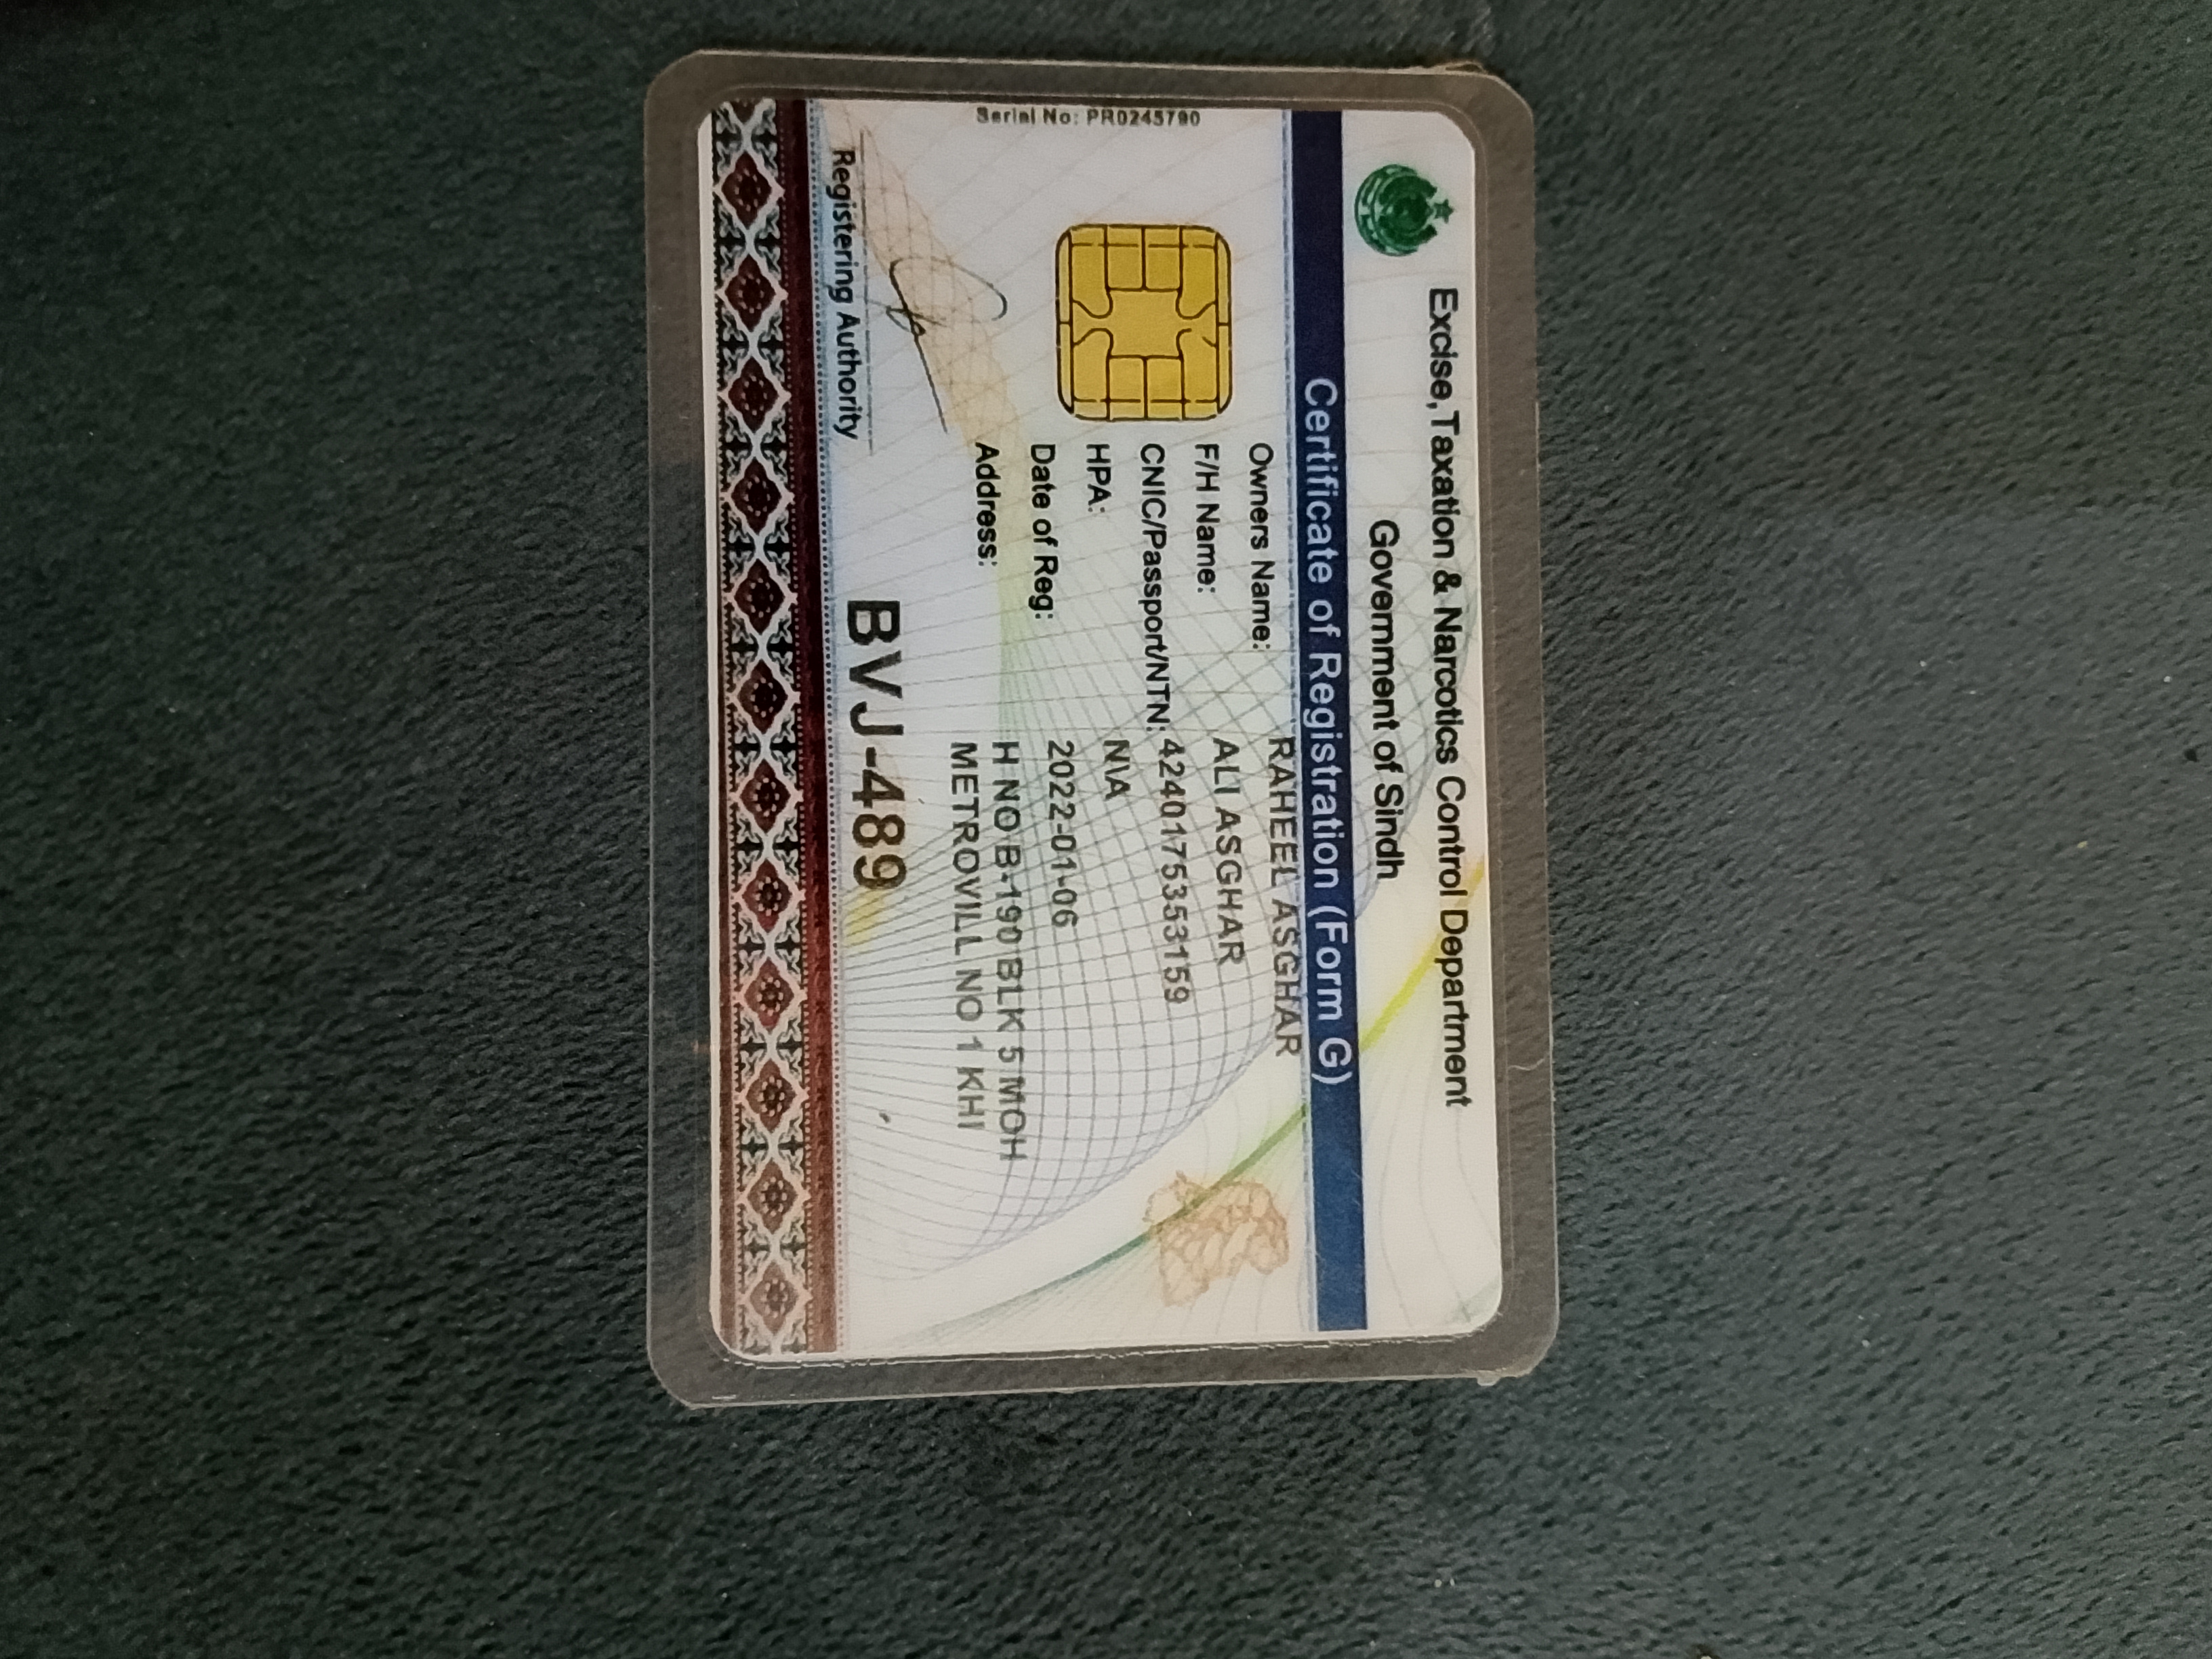 Excise,Taxation & Narcotics Control Department
Government of Sindh
Certificate of Registration (Form G)
Owners Name: RAHEEL ASGHAR
F/H Name: ALI ASGHAR
CNIC/Passport/NTN: 4240175353159
HPA: N\A
Date of Reg: 2022-01-06
Address: H NO B-190 BLK 5 MOH
METROVILL NO 1 KHI
BVJ-489
Registering Authority
Serial No: PR0245790